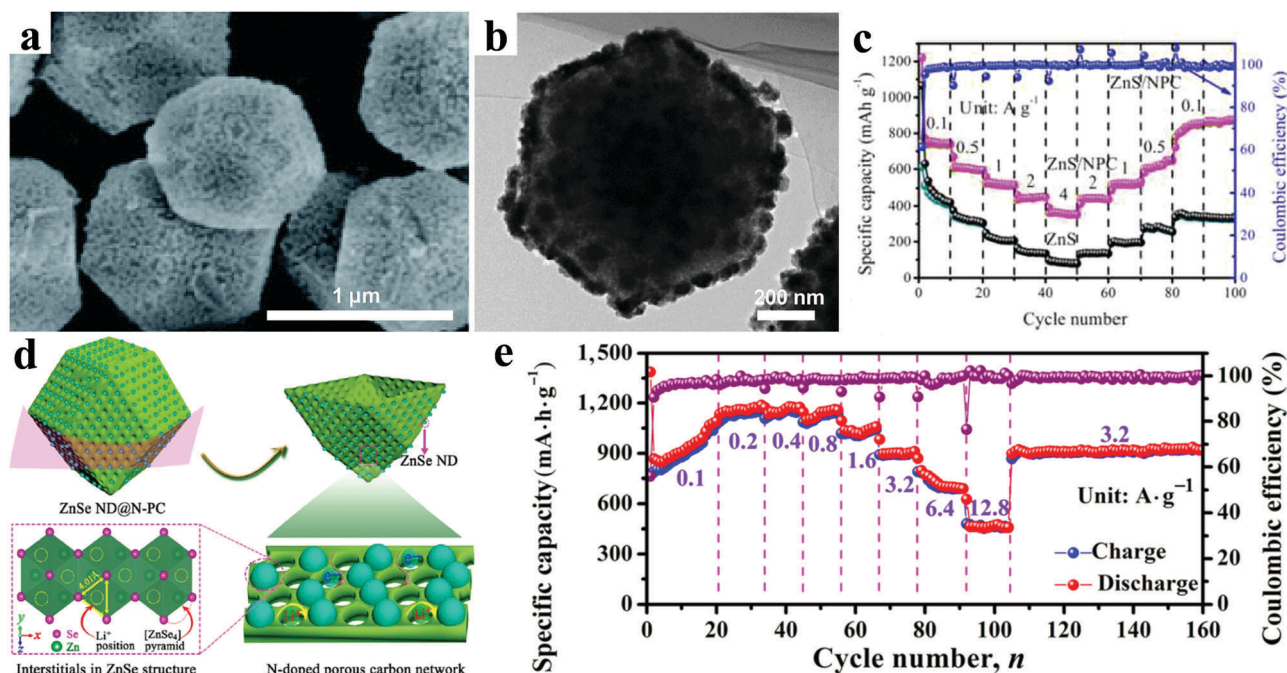 a
1 µm
b
200 nm
c
Specific capacity (mAh g⁻¹)
1200
1000
800
600
400
200
0
100
80
60
40
20
0
Coulombic efficiency (%)
ZnS/NPC
Unit: A g⁻¹
0.1
0.5
1
2
4
2
1
0.5
0.1
ZnS/NPC
ZnS
0 20 40 60 80 100
Cycle number
d
ZnSe ND@N-PC
ZnSe ND
4.01Å
y
x
z
Se
Zn
Li⁺
position
[ZnSe₄]
pyramid
Interstitials in ZnSe structure
e⁻
e⁻
Li⁺
Li⁺
N-doped porous carbon network
e
Specific capacity (mA·h·g⁻¹)
1,500
1,200
900
600
300
0
100
80
60
40
20
0
Coulombic efficiency (%)
0.1
0.2
0.4
0.8
1.6
3.2
6.4
12.8
3.2
Unit: A·g⁻¹
Charge
Discharge
0 20 40 60 80 100 120 140 160
Cycle number, n